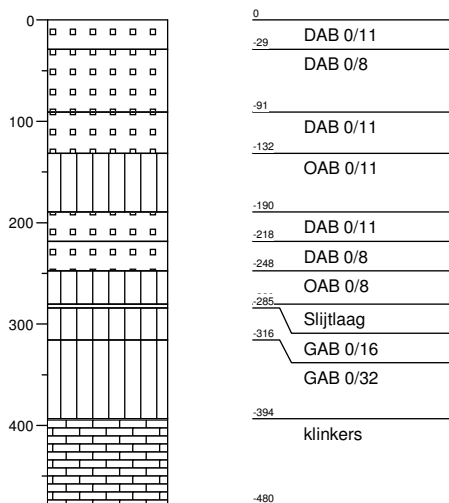 0
0
DAB 0/11
-29
DAB 0/8
-91
100
DAB 0/11
-132
OAB 0/11
-190
200
DAB 0/11
-218
DAB 0/8
-248
OAB 0/8
-285
Slijtlaag
300
-316
GAB 0/16
GAB 0/32
-394
400
klinkers
-480